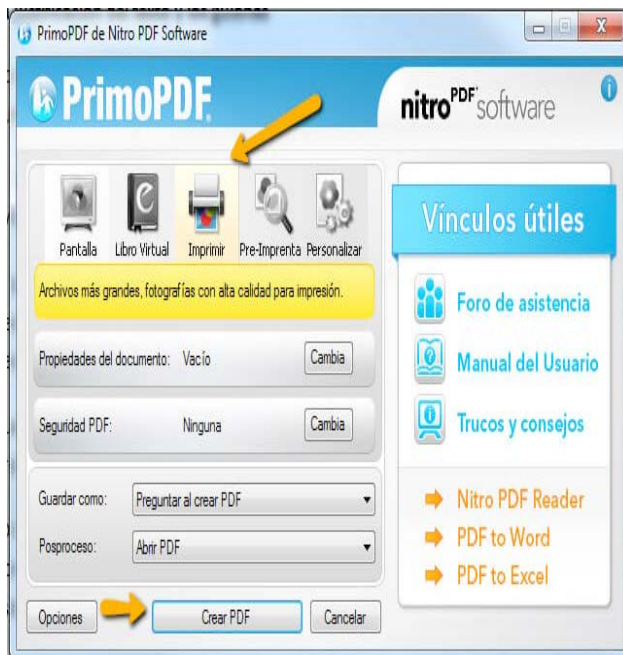 PrimoPDF de Nitro PDF Software
PrimoPDF.
nitro PDF software
Pantalla Libro Virtual Imprimir Pre-Imprenta Personalizar
Archivos más grandes, fotografías con alta calidad para impresión.
Propiedades del documento: Vacío Cambia
Seguridad PDF: Ninguna Cambia
Guardar como: Preguntar al crear PDF
Posproceso: Abrir PDF
Opciones Crear PDF Cancelar
Vínculos útiles
Foro de asistencia
Manual del Usuario
Trucos y consejos
Nitro PDF Reader
PDF to Word
PDF to Excel